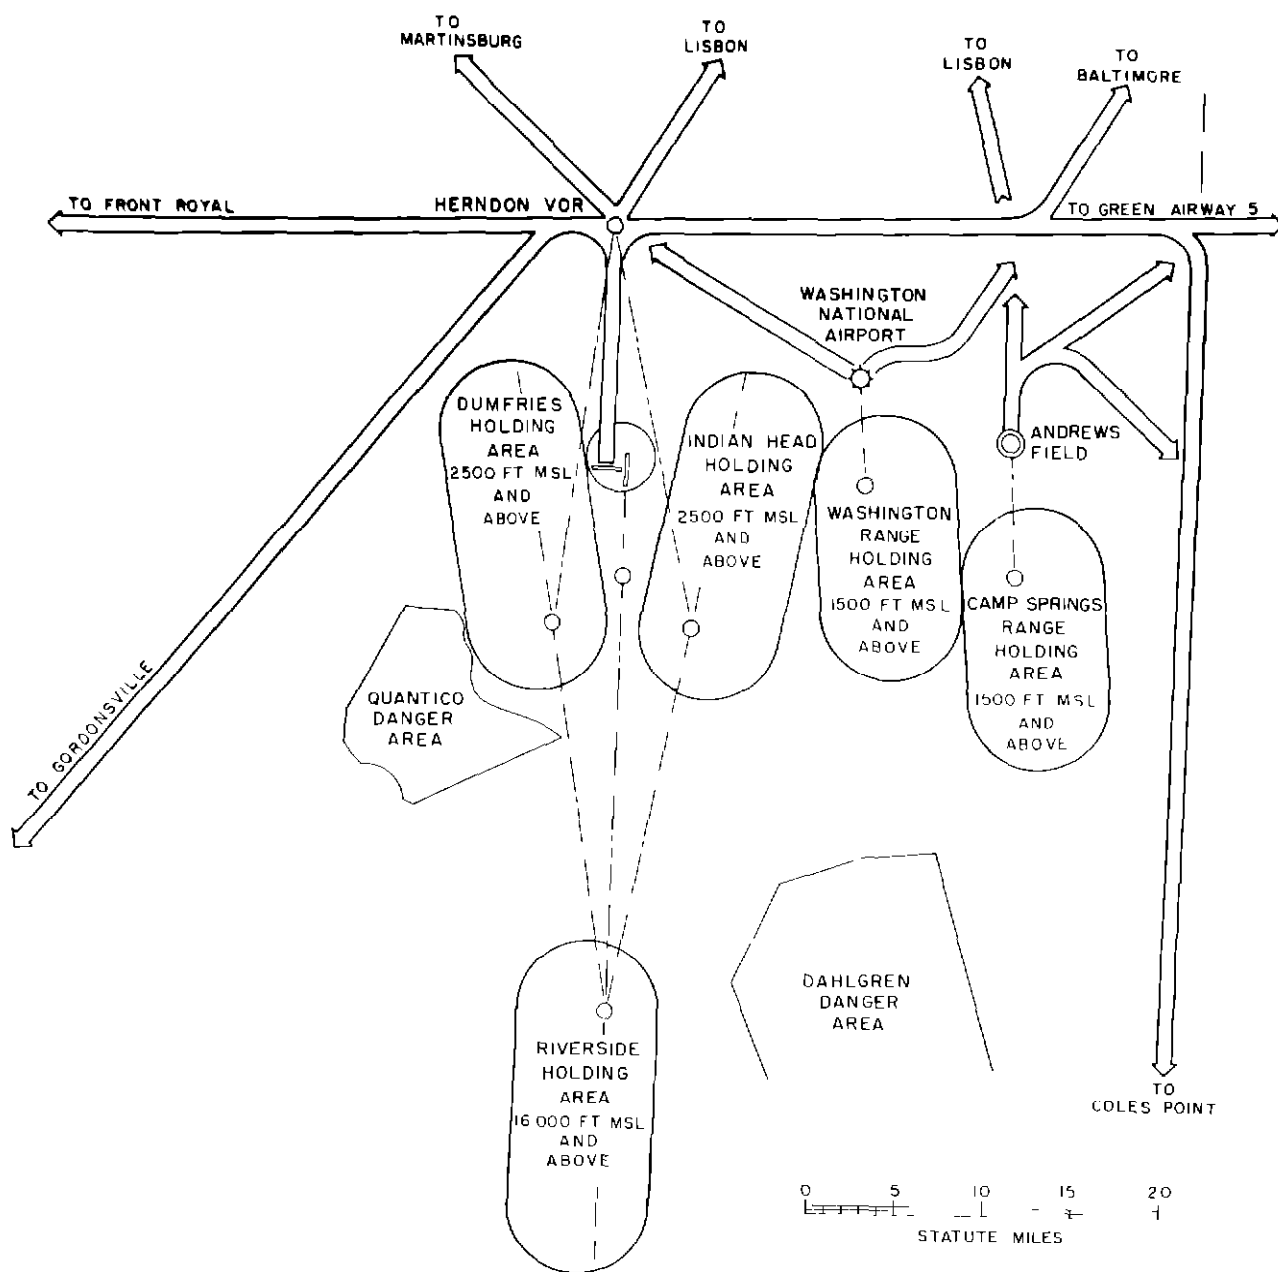 TO
MARTINSBURG
TO
LISBON
TO
LISBON
TO
BALTIMORE
TO FRONT ROYAL
HERNDON VOR
TO GREEN AIRWAY 5
WASHINGTON
NATIONAL
AIRPORT
DUMFRIES
HOLDING
AREA
2500 FT MSL
AND
ABOVE
INDIAN HEAD
HOLDING
AREA
2500 FT MSL
AND
ABOVE
ANDREWS
FIELD
WASHINGTON
RANGE
HOLDING
AREA
1500 FT MSL
AND
ABOVE
CAMP SPRINGS
RANGE
HOLDING
AREA
1500 FT MSL
AND
ABOVE
QUANTICO
DANGER
AREA
TO GORDONSVILLE
DAHLGREN
DANGER
AREA
RIVERSIDE
HOLDING
AREA
16 000 FT MSL
AND
ABOVE
TO
COLES POINT
0 5 10 15 20
STATUTE MILES